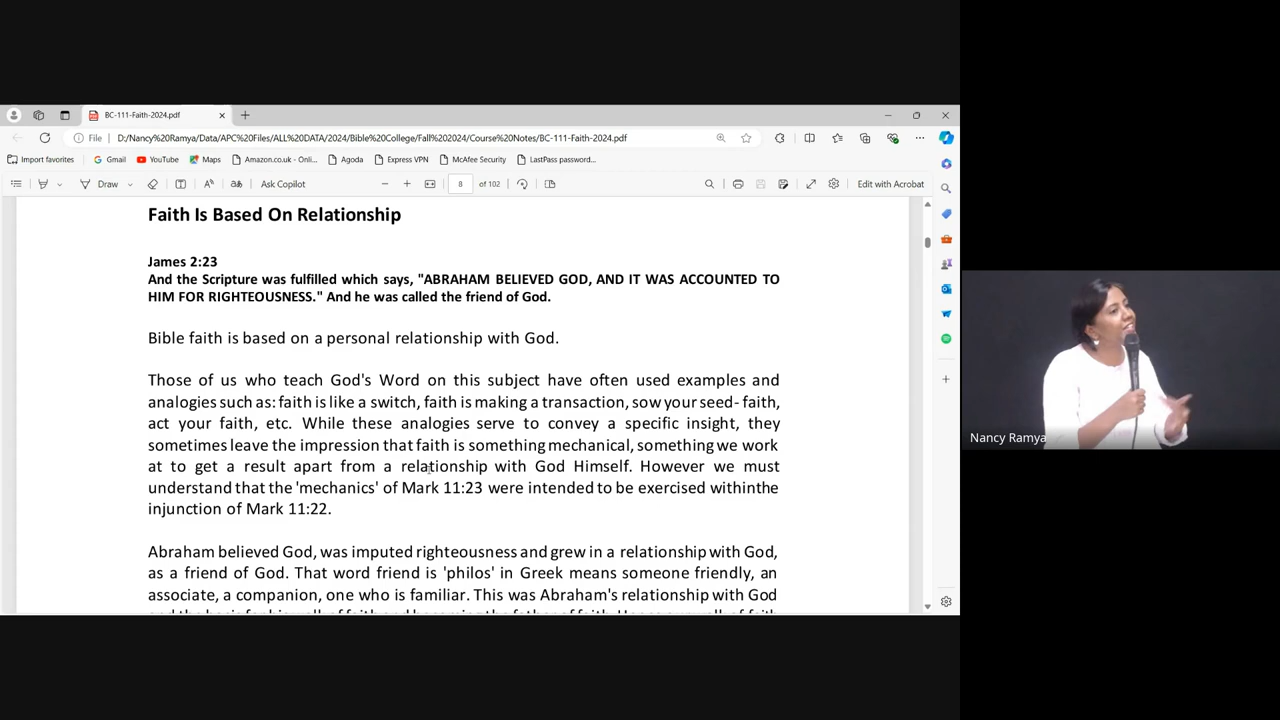 BC-111-Faith-2024.pdf
File
D:/Nancy%20Ramya/Data/APC%20Files/ALL%20DATA/2024/Bible%20College/Fall%202024/Course%20Notes/BC-111-Faith-2024.pdf
Import favorites Gmail YouTube Maps Amazon.co.uk - Onli... Agoda Express VPN McAfee Security LastPass password...
Draw Ask Copilot 8 of 102 Edit with Acrobat
Faith Is Based On Relationship
James 2:23
And the Scripture was fulfilled which says, "ABRAHAM BELIEVED GOD, AND IT WAS ACCOUNTED TO
HIM FOR RIGHTEOUSNESS." And he was called the friend of God.
Bible faith is based on a personal relationship with God.
Those of us who teach God's Word on this subject have often used examples and
analogies such as: faith is like a switch, faith is making a transaction, sow your seed- faith,
act your faith, etc. While these analogies serve to convey a specific insight, they
sometimes leave the impression that faith is something mechanical, something we work
at to get a result apart from a relationship with God Himself. However we must
understand that the 'mechanics' of Mark 11:23 were intended to be exercised withinthe
injunction of Mark 11:22.
Abraham believed God, was imputed righteousness and grew in a relationship with God,
as a friend of God. That word friend is 'philos' in Greek means someone friendly, an
associate, a companion, one who is familiar. This was Abraham's relationship with God
Nancy Ramya